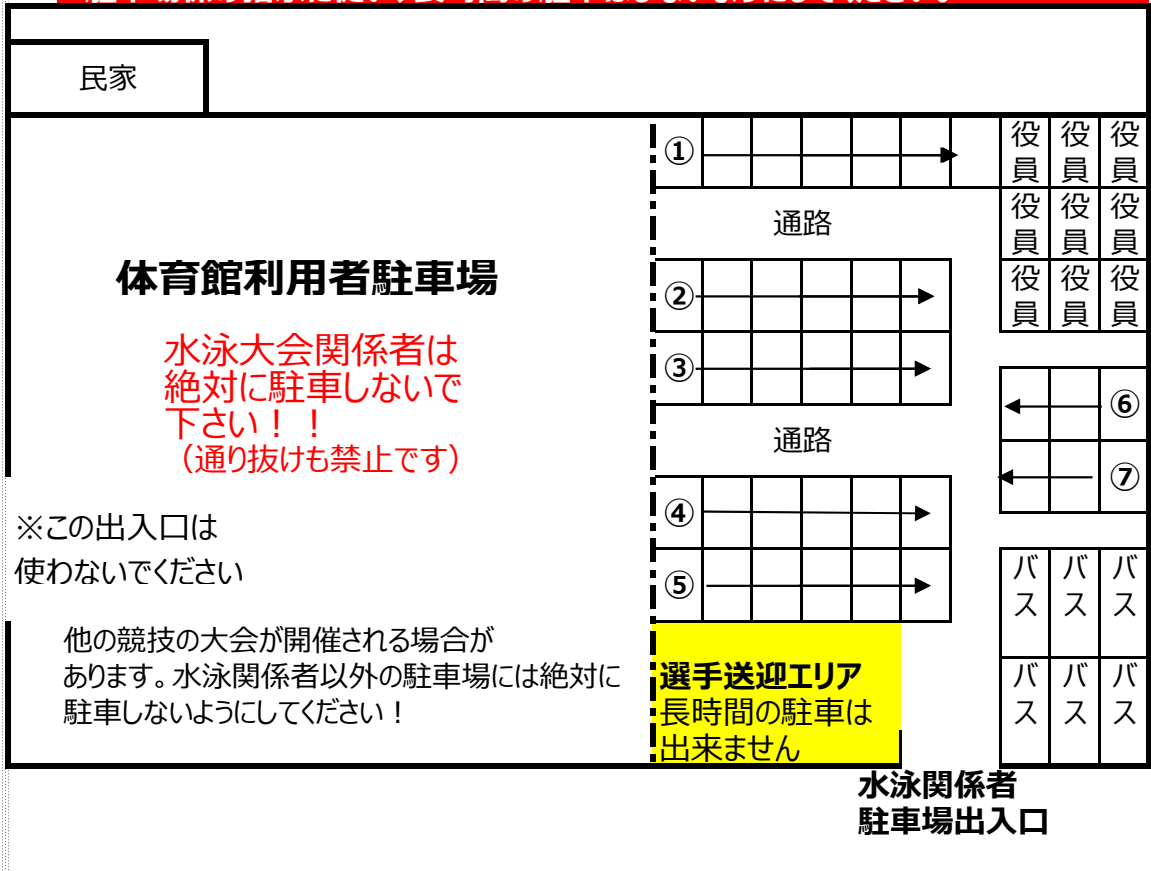 民家
①
役員 役員 役員
通路
役員 役員 役員
体育館利用者駐車場
②
役員 役員 役員
水泳大会関係者は
絶対に駐車しないで
下さい！！
（通り抜けも禁止です）
③
⑥
通路
⑦
④
※この出入口は
使わないでください
⑤
バス バス バス
他の競技の大会が開催される場合が
あります。水泳関係者以外の駐車場には絶対に
駐車しないようにしてください！
選手送迎エリア
長時間の駐車は
出来ません
バス バス バス
水泳関係者
駐車場出入口